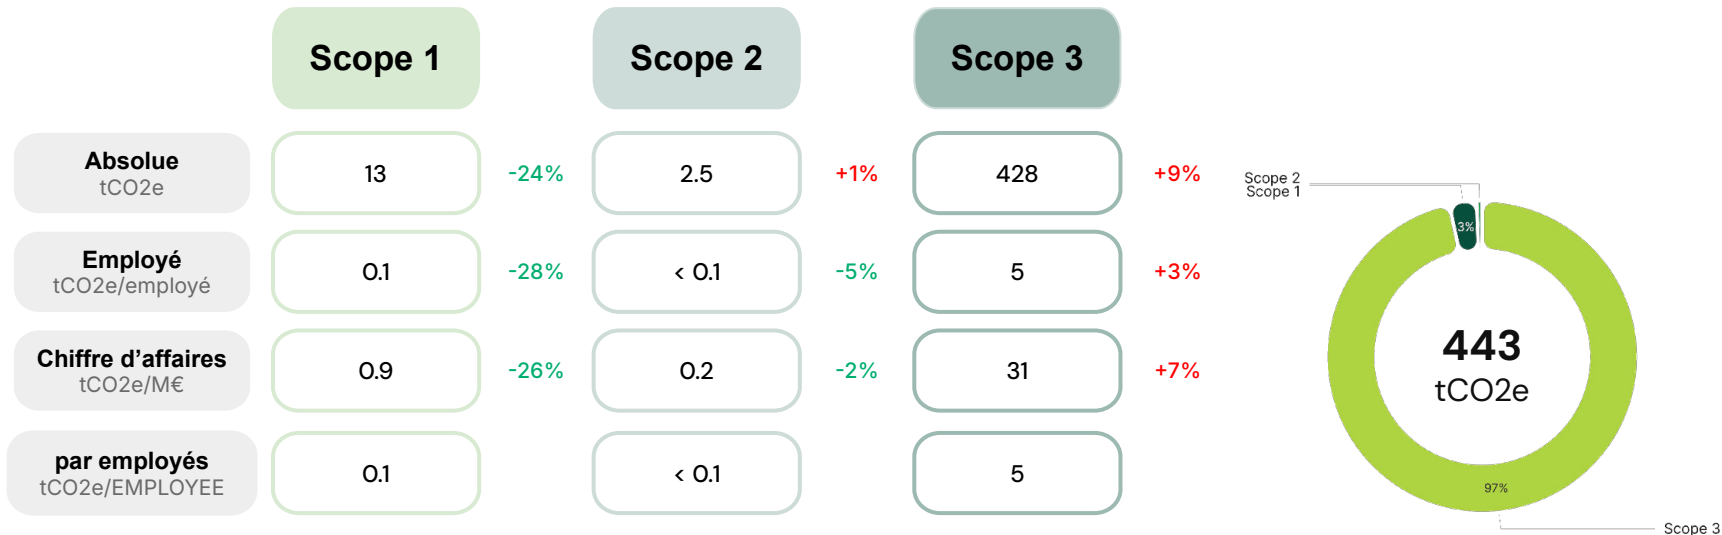 Scope 1
Scope 2
Scope 3
Absolue
tCO2e
13
-24%
2.5
+1%
428
+9%
Employé
tCO2e/employé
0.1
-28%
< 0.1
-5%
5
+3%
Chiffre d’affaires
tCO2e/M€
0.9
-26%
0.2
-2%
31
+7%
par employés
tCO2e/EMPLOYEE
0.1
< 0.1
5
Scope 2
Scope 1
3%
443
tCO2e
97%
Scope 3